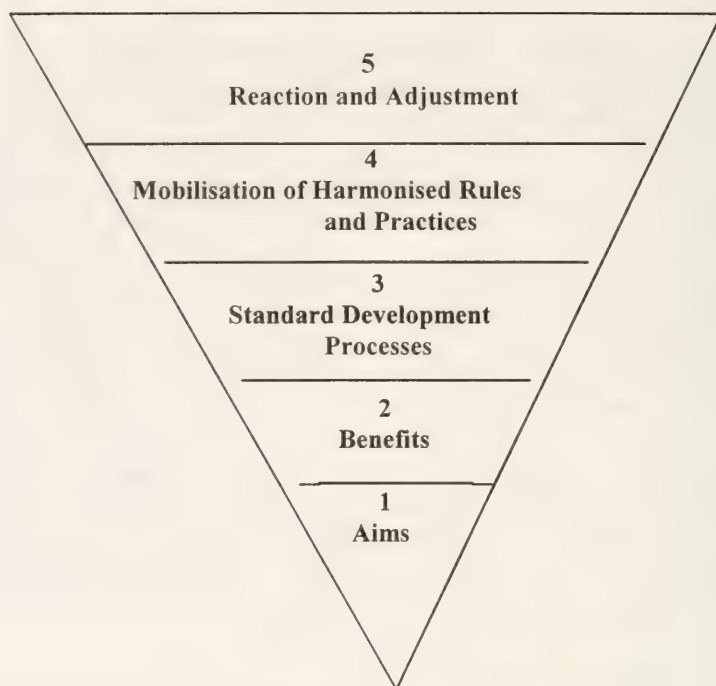 5
Reaction and Adjustment
4
Mobilisation of Harmonised Rules
and Practices
3
Standard Development
Processes
2
Benefits
1
Aims